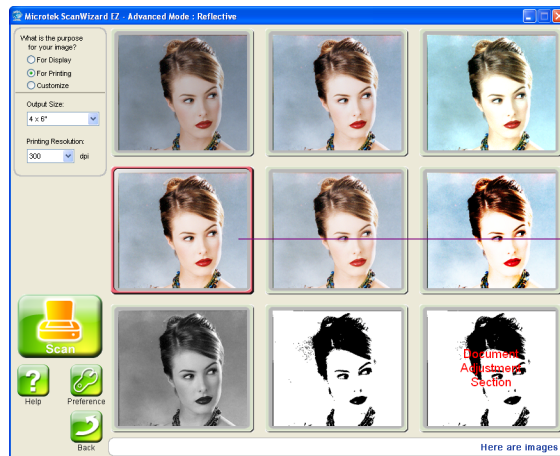 Microtek ScanWizard EZ - Advanced Mode : Reflective
What is the purpose
for your image?
For Display
For Printing
Customize
Output Size:
4 x 6"
Printing Resolution:
300 dpi
Scan
Help
Preference
Back
Document
Adjustment
Section
Here are images